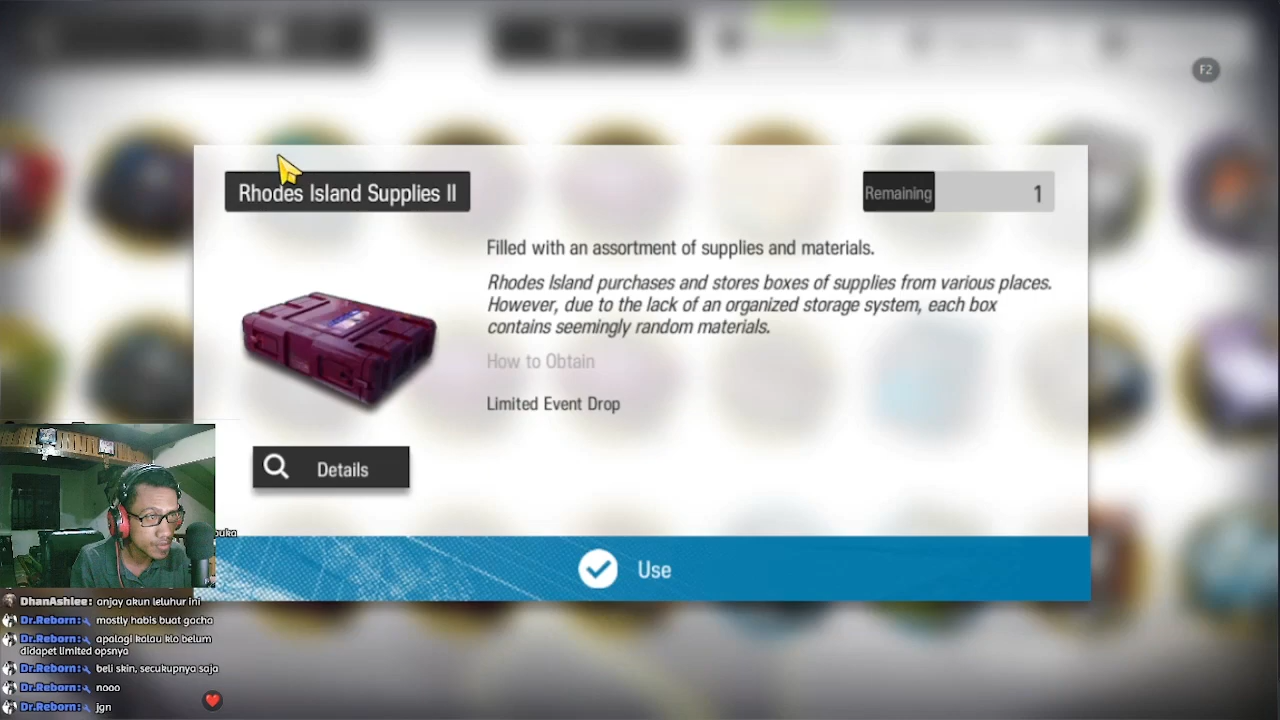 F2
Rhodes Island Supplies II
Remaining 1
Filled with an assortment of supplies and materials.
Rhodes Island purchases and stores boxes of supplies from various places.
However, due to the lack of an organized storage system, each box
contains seemingly random materials.
How to Obtain
Limited Event Drop
Details
Use
DhanAshlee: anjay akun leluhur ini
Dr.Reborn: mostly habis buat gacha
Dr.Reborn: apalagi kalau klo belum
didapet limited opsnya
Dr.Reborn: beli skin, secukupnya saja
Dr.Reborn: nooo
Dr.Reborn: jgn